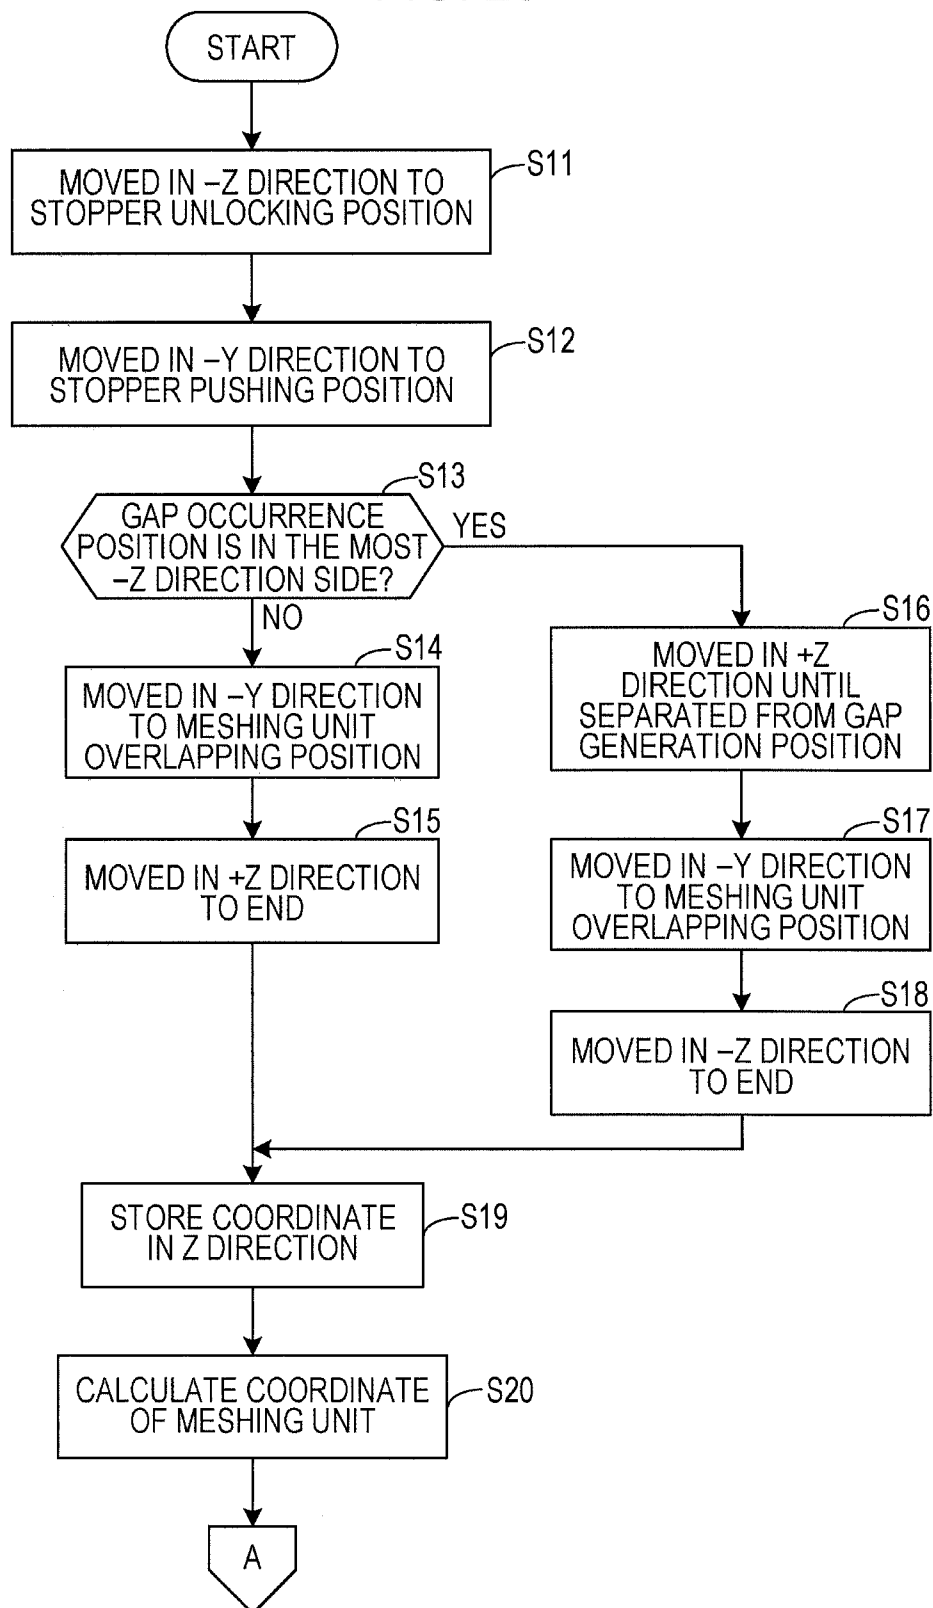 START
S11
MOVED IN –Z DIRECTION TO
STOPPER UNLOCKING POSITION
S12
MOVED IN –Y DIRECTION TO
STOPPER PUSHING POSITION
S13
GAP OCCURRENCE
POSITION IS IN THE MOST
–Z DIRECTION SIDE?
YES
NO
S14
MOVED IN –Y DIRECTION
TO MESHING UNIT
OVERLAPPING POSITION
S15
MOVED IN +Z DIRECTION
TO END
S16
MOVED IN +Z
DIRECTION UNTIL
SEPARATED FROM GAP
GENERATION POSITION
S17
MOVED IN –Y DIRECTION
TO MESHING UNIT
OVERLAPPING POSITION
S18
MOVED IN –Z DIRECTION
TO END
S19
STORE COORDINATE
IN Z DIRECTION
S20
CALCULATE COORDINATE
OF MESHING UNIT
A